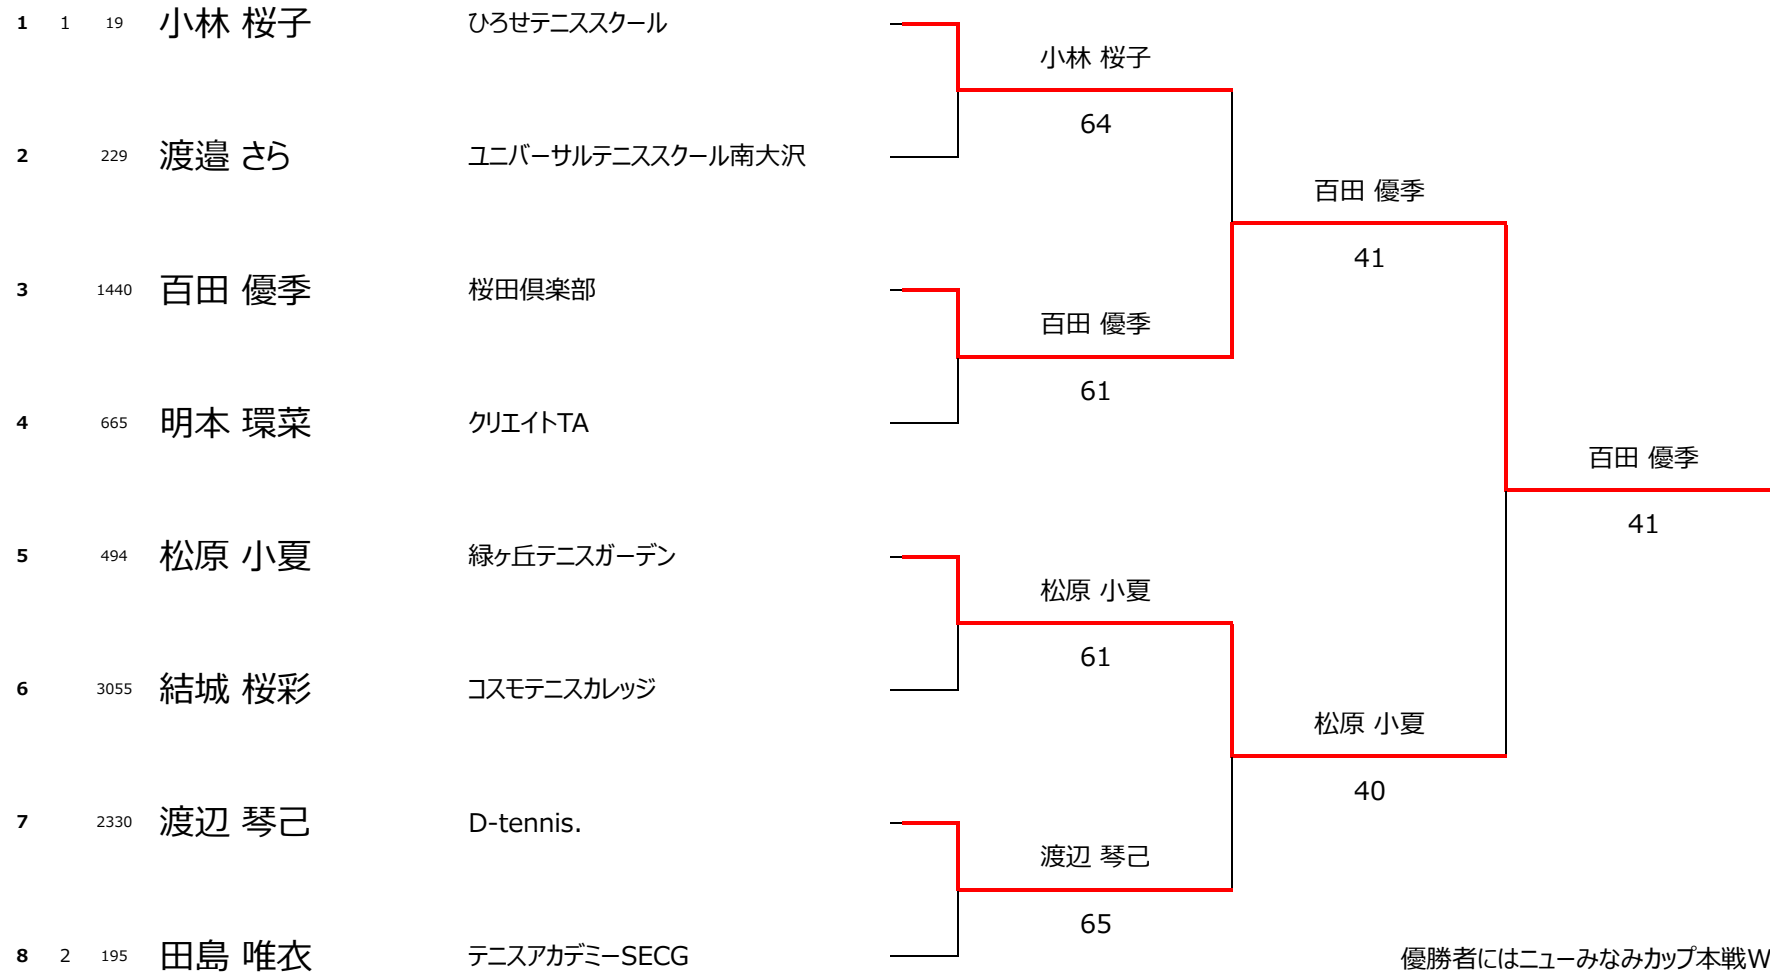 1 1 19 小林 桜子 ひろせテニススクール
小林 桜子
64
2 229 渡邉 さら ユニバーサルテニススクール南大沢
百田 優季
41
3 1440 百田 優季 桜田倶楽部
百田 優季
61
4 665 明本 環菜 クリエイトTA
百田 優季
41
5 494 松原 小夏 緑ヶ丘テニスガーデン
松原 小夏
61
6 3055 結城 桜彩 コスモテニスカレッジ
松原 小夏
40
7 2330 渡辺 琴己 D-tennis.
渡辺 琴己
65
8 2 195 田島 唯衣 テニスアカデミーSECG
優勝者にはニューみなみカップ本戦W